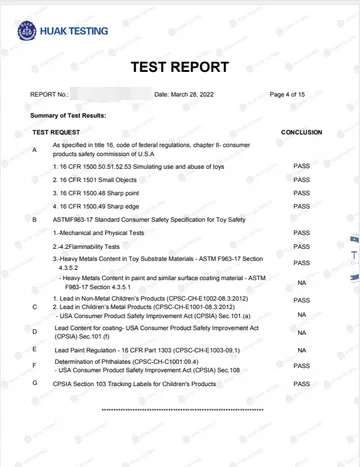 HUAK TESTING
TEST REPORT
REPORT No.: Date: March 28, 2022 Page 4 of 15
Summary of Test Results:
TEST REQUEST CONCLUSION
A As specified in title 16, code of federal regulations, chapter II- consumer
products safety commission of U.S.A
1. 16 CFR 1500.50.51.52.53 Simulating use and abuse of toys PASS
2. 16 CFR 1501 Small Objects PASS
3. 16 CFR 1500.48 Sharp point PASS
4. 16 CFR 1500.49 Sharp edge PASS
B ASTMF963-17 Standard Consumer Safety Specification for Toy Safety
1.-Mechanical and Physical Tests PASS
2.-4.2Flammability Tests PASS
3.-Heavy Metals Content in Toy Substrate Materials - ASTM F963-17 Section PASS
4.3.5.2
- Heavy Metals Content in paint and similar surface coating material - ASTM NA
F963-17 Section 4.3.5.1
C 1. Lead in Non-Metal Children's Products (CPSC-CH-E1002-08.3:2012) PASS
2. Lead in Children's Metal Products (CPSC-CH-E1001-08.3:2012)
- USA Consumer Product Safety Improvement Act (CPSIA) Sec.101.(a) NA
D Lead Content for coating- USA Consumer Product Safety Improvement Act NA
(CPSIA) Sec.101.(f)
E Lead Paint Regulation - 16 CFR Part 1303 (CPSC-CH-E1003-09.1) NA
F Determination of Phthalates (CPSC-CH-C1001:09.4) PASS
- USA Consumer Product Safety Improvement Act (CPSIA) Sec.108
G CPSIA Section 103 Tracking Labels for Children's Products PASS